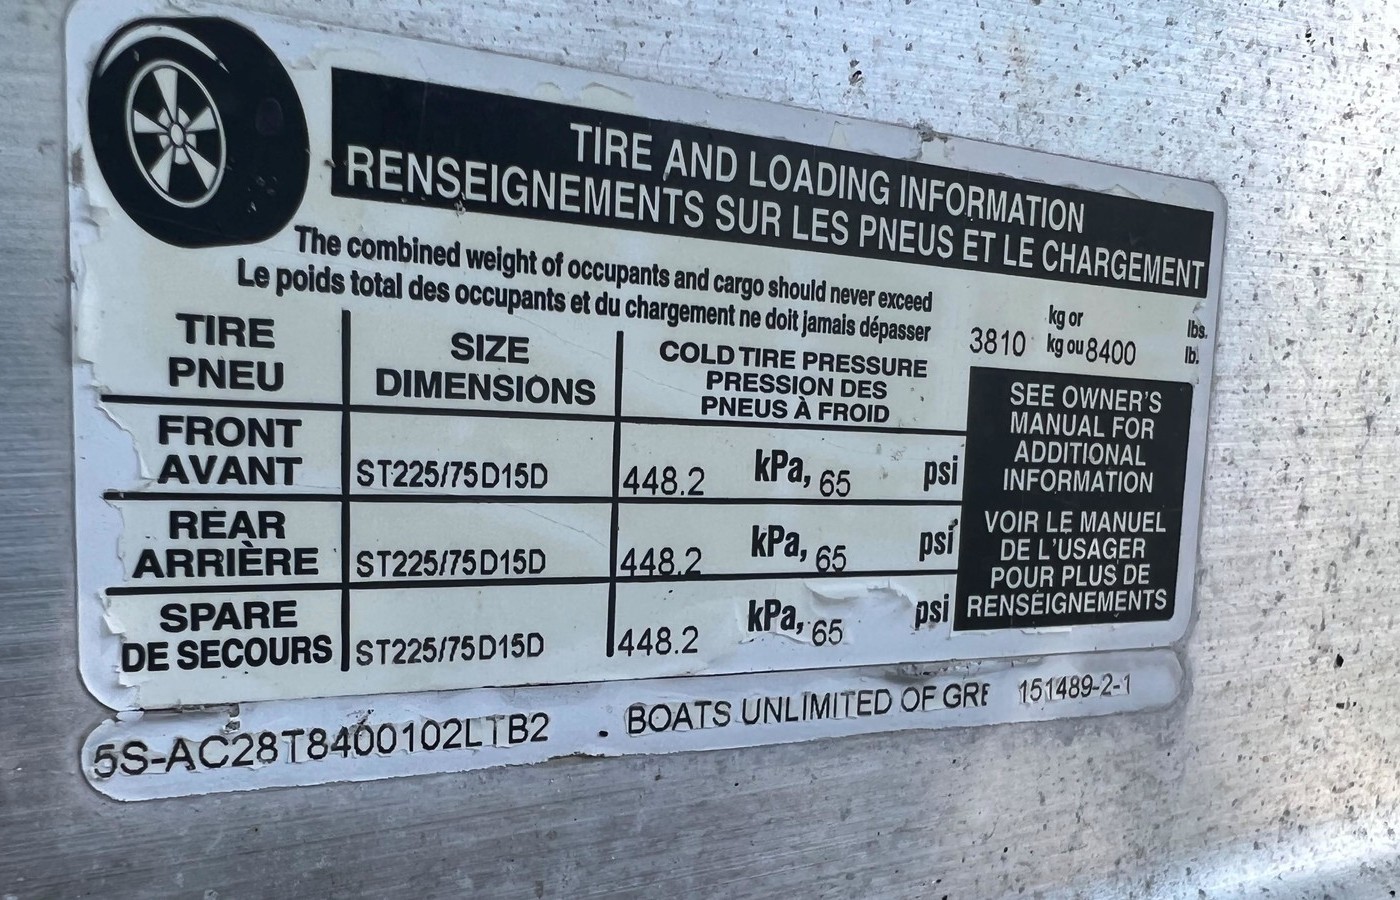 TIRE AND LOADING INFORMATION
RENSEIGNEMENTS SUR LES PNEUS ET LE CHARGEMENT
The combined weight of occupants and cargo should never exceed kg or lbs.
Le poids total des occupants et du chargement ne doit jamais dépasser 3810 kg ou 8400 lb.
TIRE
PNEU
SIZE
DIMENSIONS
COLD TIRE PRESSURE
PRESSION DES
PNEUS À FROID
FRONT
AVANT
ST225/75D15D
448.2 kPa, 65 psi
REAR
ARRIÈRE
ST225/75D15D
448.2 kPa, 65 psi
SPARE
DE SECOURS
ST225/75D15D
448.2 kPa, 65 psi
SEE OWNER'S
MANUAL FOR
ADDITIONAL
INFORMATION
VOIR LE MANUEL
DE L'USAGER
POUR PLUS DE
RENSEIGNEMENTS
5S-AC28T8400102LTB2 . BOATS UNLIMITED OF GRE 151489-2-1